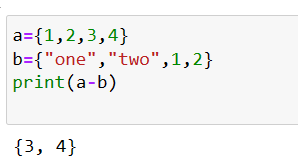 a={1,2,3,4}
b={"one","two",1,2}
print(a-b)
{3, 4}